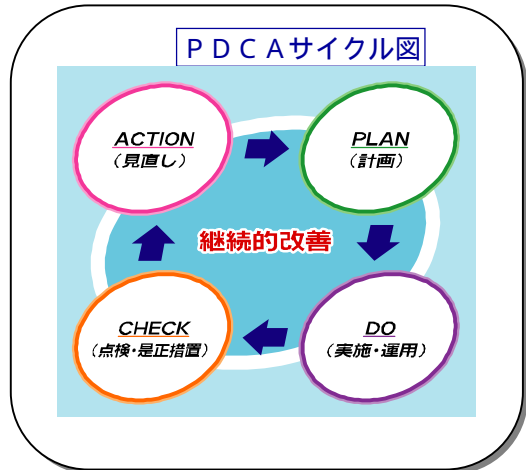 ＰＤＣＡサイクル図
ACTION
（見直し）
PLAN
（計画）
継続的改善
CHECK
（点検・是正措置）
DO
（実施・運用）